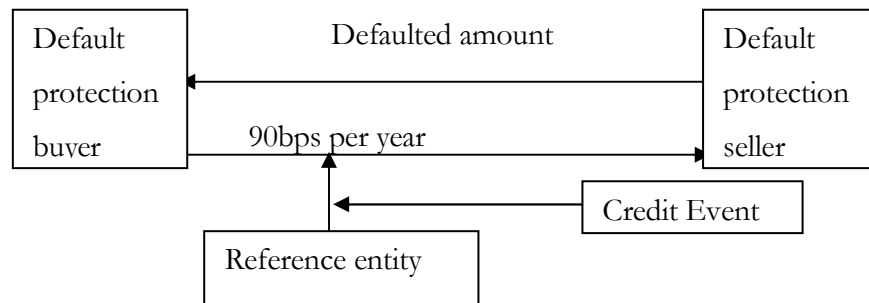 Default
protection
buyer
Defaulted amount
90bps per year
Default
protection
seller
Credit Event
Reference entity